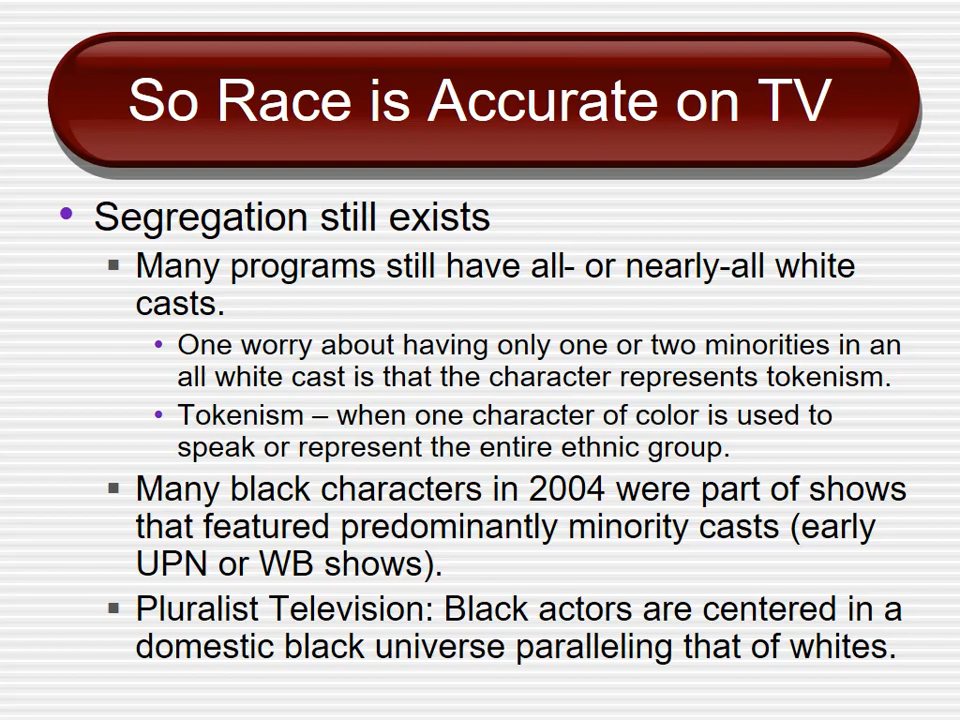 So Race is Accurate on TV
• Segregation still exists
▪ Many programs still have all- or nearly-all white
casts.
• One worry about having only one or two minorities in an
all white cast is that the character represents tokenism.
• Tokenism – when one character of color is used to
speak or represent the entire ethnic group.
▪ Many black characters in 2004 were part of shows
that featured predominantly minority casts (early
UPN or WB shows).
▪ Pluralist Television: Black actors are centered in a
domestic black universe paralleling that of whites.